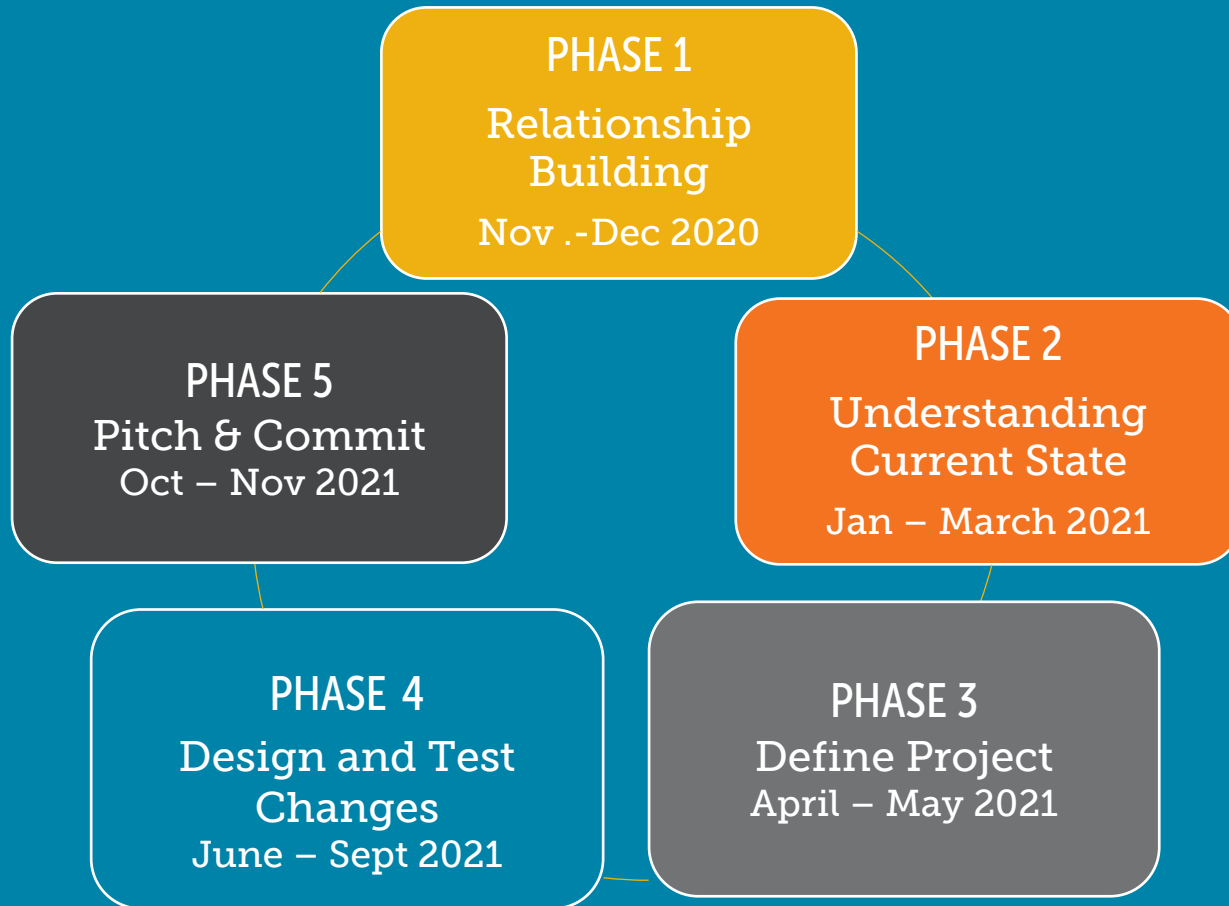 PHASE 1
Relationship
Building
Nov .-Dec 2020
PHASE 2
Understanding
Current State
Jan – March 2021
PHASE 3
Define Project
April – May 2021
PHASE 4
Design and Test
Changes
June – Sept 2021
PHASE 5
Pitch & Commit
Oct – Nov 2021